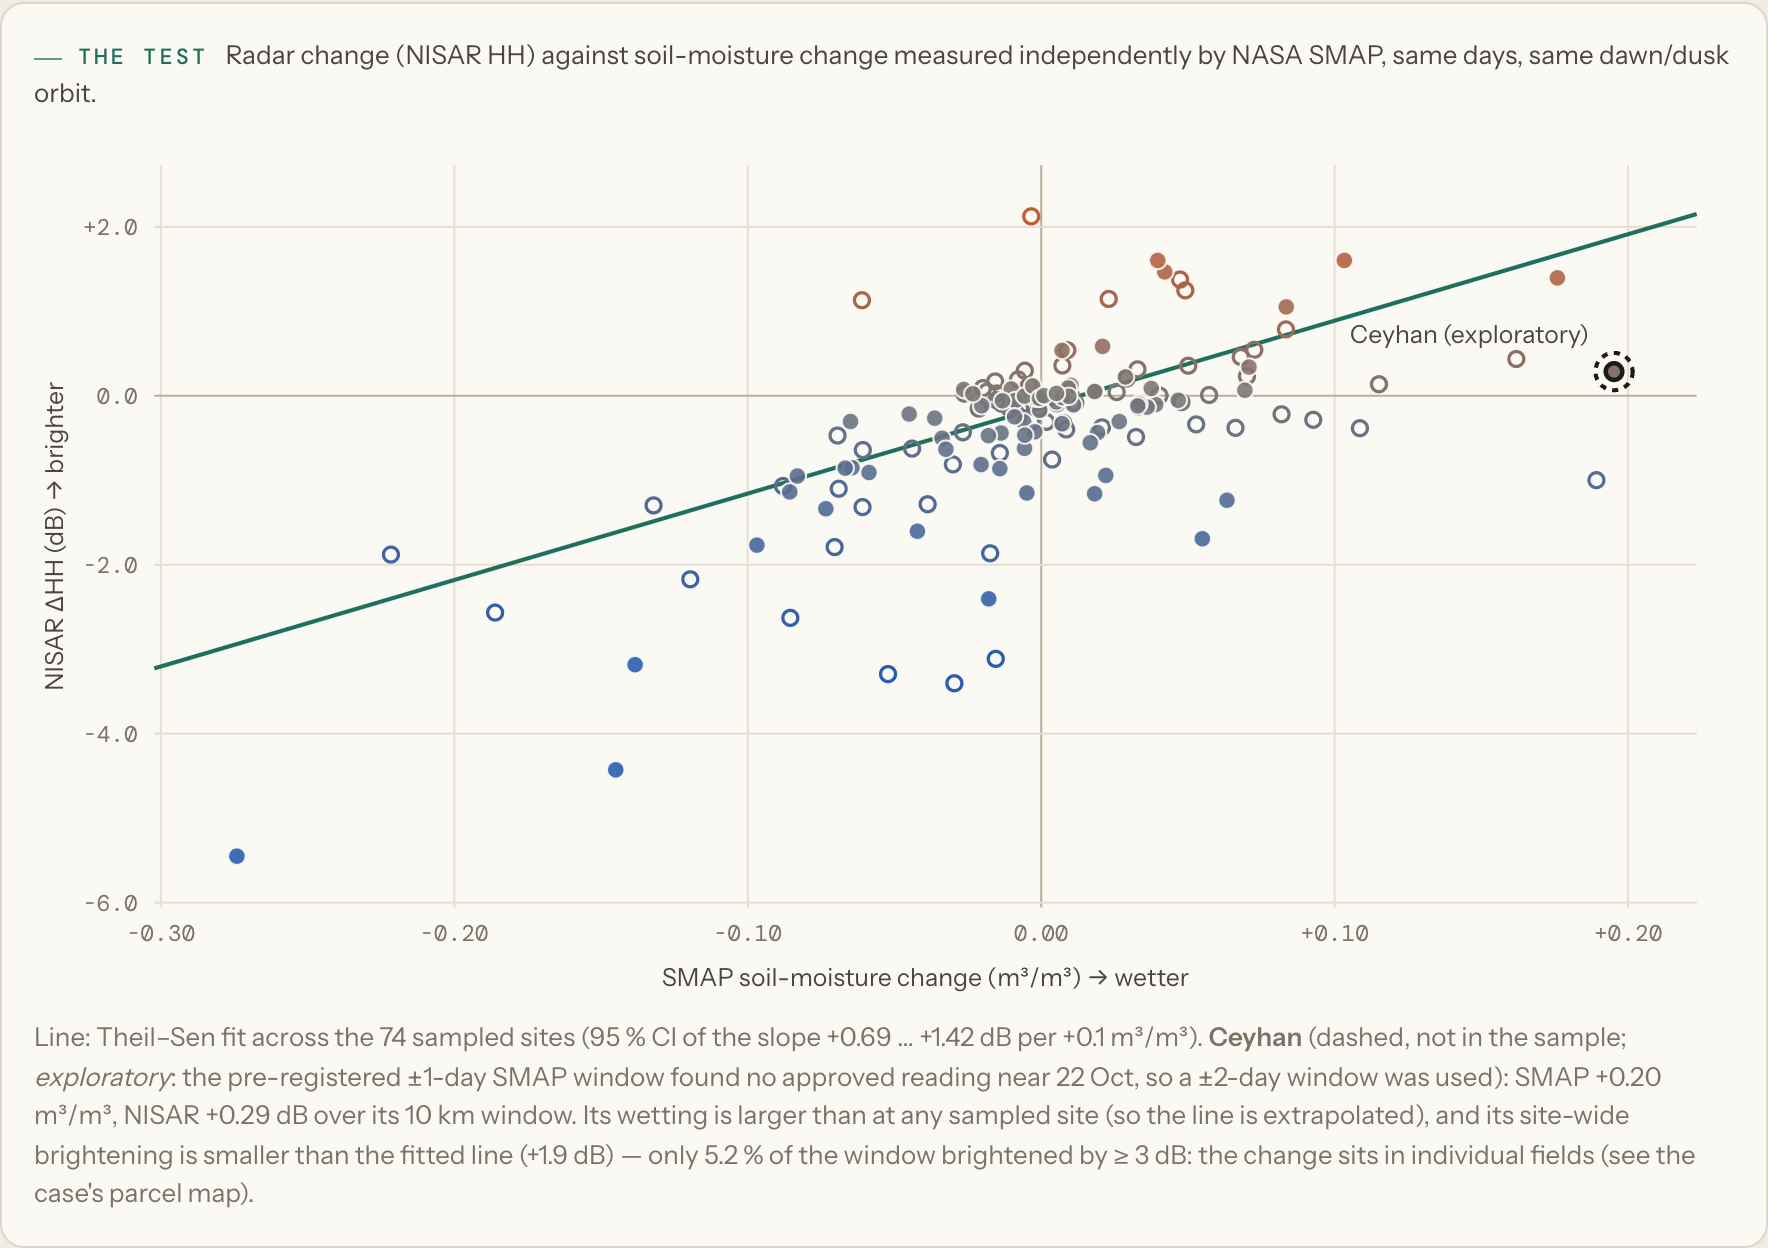 — THE TEST Radar change (NISAR HH) against soil-moisture change measured independently by NASA SMAP, same days, same dawn/dusk
orbit.
+2.0
0.0
-2.0
-4.0
-6.0
NISAR ΔHH (dB) → brighter
Ceyhan (exploratory)
-0.30
-0.20
-0.10
0.00
+0.10
+0.20
SMAP soil-moisture change (m³/m³) → wetter
Line: Theil–Sen fit across the 74 sampled sites (95 % CI of the slope +0.69 … +1.42 dB per +0.1 m³/m³). Ceyhan (dashed, not in the sample;
exploratory: the pre-registered ±1-day SMAP window found no approved reading near 22 Oct, so a ±2-day window was used): SMAP +0.20
m³/m³, NISAR +0.29 dB over its 10 km window. Its wetting is larger than at any sampled site (so the line is extrapolated), and its site-wide
brightening is smaller than the fitted line (+1.9 dB) — only 5.2 % of the window brightened by ≥ 3 dB: the change sits in individual fields (see the
case's parcel map).